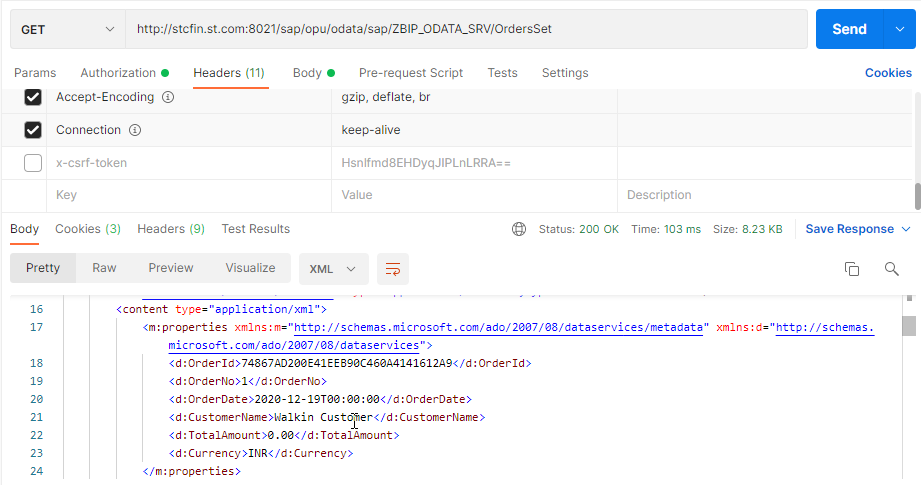 GET http://stcfin.st.com:8021/sap/opu/odata/sap/ZBIP_ODATA_SRV/OrdersSet Send
Params Authorization Headers (11) Body Pre-request Script Tests Settings Cookies
Accept-Encoding gzip, deflate, br
Connection keep-alive
x-csrf-token HsnIfmd8EHDyqJIPLnLRRA==
Key Value Description
Body Cookies (3) Headers (9) Test Results Status: 200 OK Time: 103 ms Size: 8.23 KB Save Response
Pretty Raw Preview Visualize XML
16 <content type="application/xml">
17 <m:properties xmlns:m="http://schemas.microsoft.com/ado/2007/08/dataservices/metadata" xmlns:d="http://schemas.
microsoft.com/ado/2007/08/dataservices">
18 <d:OrderId>74867AD200E41EEB90C460A4141612A9</d:OrderId>
19 <d:OrderNo>1</d:OrderNo>
20 <d:OrderDate>2020-12-19T00:00:00</d:OrderDate>
21 <d:CustomerName>Walkin Customer</d:CustomerName>
22 <d:TotalAmount>0.00</d:TotalAmount>
23 <d:Currency>INR</d:Currency>
24 </m:properties>